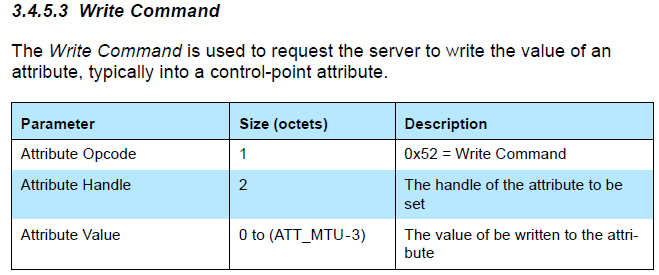 3.4.5.3 Write Command
The Write Command is used to request the server to write the value of an
attribute, typically into a control-point attribute.
Parameter Size (octets) Description
Attribute Opcode 1 0x52 = Write Command
Attribute Handle 2 The handle of the attribute to be
set
Attribute Value 0 to (ATT_MTU-3) The value of be written to the attri-
bute